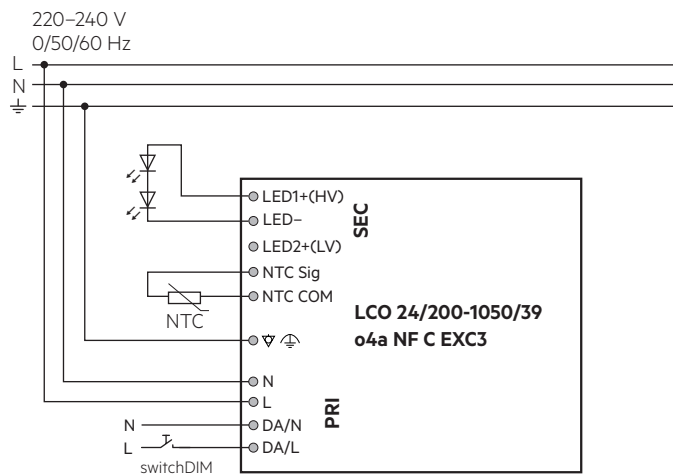 220–240 V
0/50/60 Hz
L
N
LED1+(HV)
LED–
SEC
LED2+(LV)
NTC Sig
NTC COM
NTC
LCO 24/200-1050/39
o4a NF C EXC3
N
L
PRI
N
DA/N
L
DA/L
switchDIM